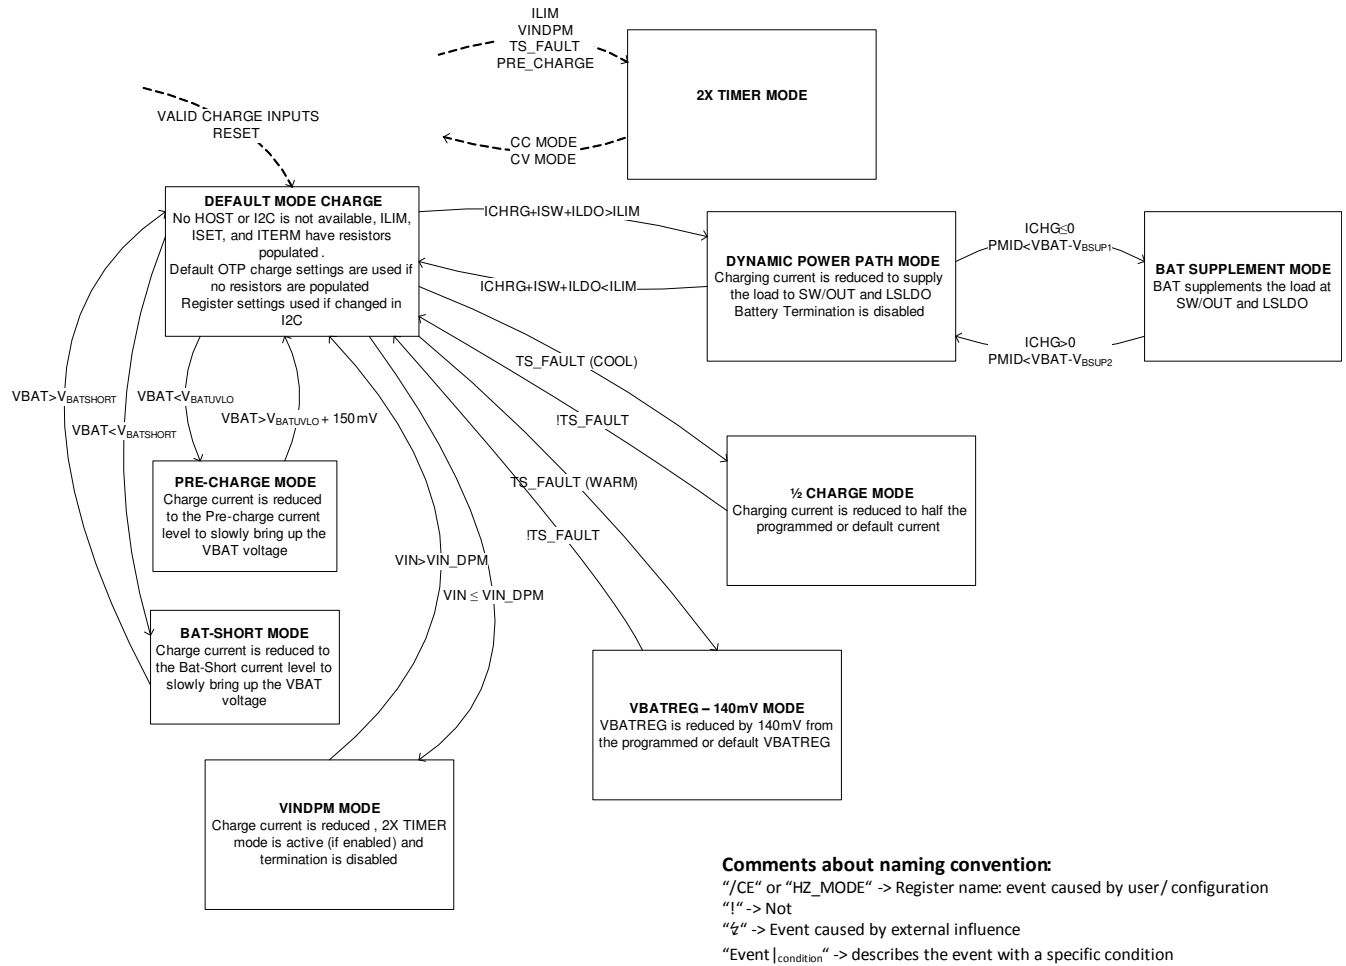 ILIM
VINDPM
TS_FAULT
PRE_CHARGE
2X TIMER MODE
VALID CHARGE INPUTS
RESET
CC MODE
CV MODE
DEFAULT MODE CHARGE
No HOST or I2C is not available, ILIM,
ISET, and ITERM have resistors
populated .
Default OTP charge settings are used if
no resistors are populated
Register settings used if changed in
I2C
ICHRG+ISW+ILDO>ILIM
ICHRG+ISW+ILDO<ILIM
DYNAMIC POWER PATH MODE
Charging current is reduced to supply
the load to SW/OUT and LSLDO
Battery Termination is disabled
ICHG≤0
PMID<VBAT-VBSUP1
ICHG>0
PMID<VBAT-VBSUP2
BAT SUPPLEMENT MODE
BAT supplements the load at
SW/OUT and LSLDO
TS_FAULT (COOL)
!TS_FAULT
VBAT>VBATSHORT
VBAT<VBATUVLO
VBAT>VBATUVLO + 150mV
VBAT<VBATSHORT
PRE-CHARGE MODE
Charge current is reduced
to the Pre-charge current
level to slowly bring up the
VBAT voltage
TS_FAULT (WARM)
!TS_FAULT
½ CHARGE MODE
Charging current is reduced to half the
programmed or default current
VIN>VIN_DPM
VIN ≤ VIN_DPM
BAT-SHORT MODE
Charge current is reduced to
the Bat-Short current level to
slowly bring up the VBAT
voltage
VBATREG – 140mV MODE
VBATREG is reduced by 140mV from
the programmed or default VBATREG
VINDPM MODE
Charge current is reduced , 2X TIMER
mode is active (if enabled) and
termination is disabled
Comments about naming convention:
“/CE“ or “HZ_MODE“ -> Register name: event caused by user/ configuration
“!“ -> Not
“↯“ -> Event caused by external influence
“Event|condition“ -> describes the event with a specific condition